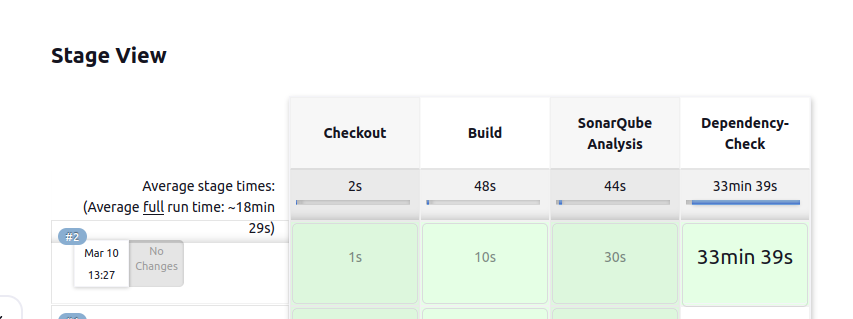 Stage View
Checkout
Build
SonarQube
Analysis
Dependency-
Check
Average stage times:
(Average full run time: ~18min
29s)
2s
48s
44s
33min 39s
#2
Mar 10
13:27
No
Changes
1s
10s
30s
33min 39s